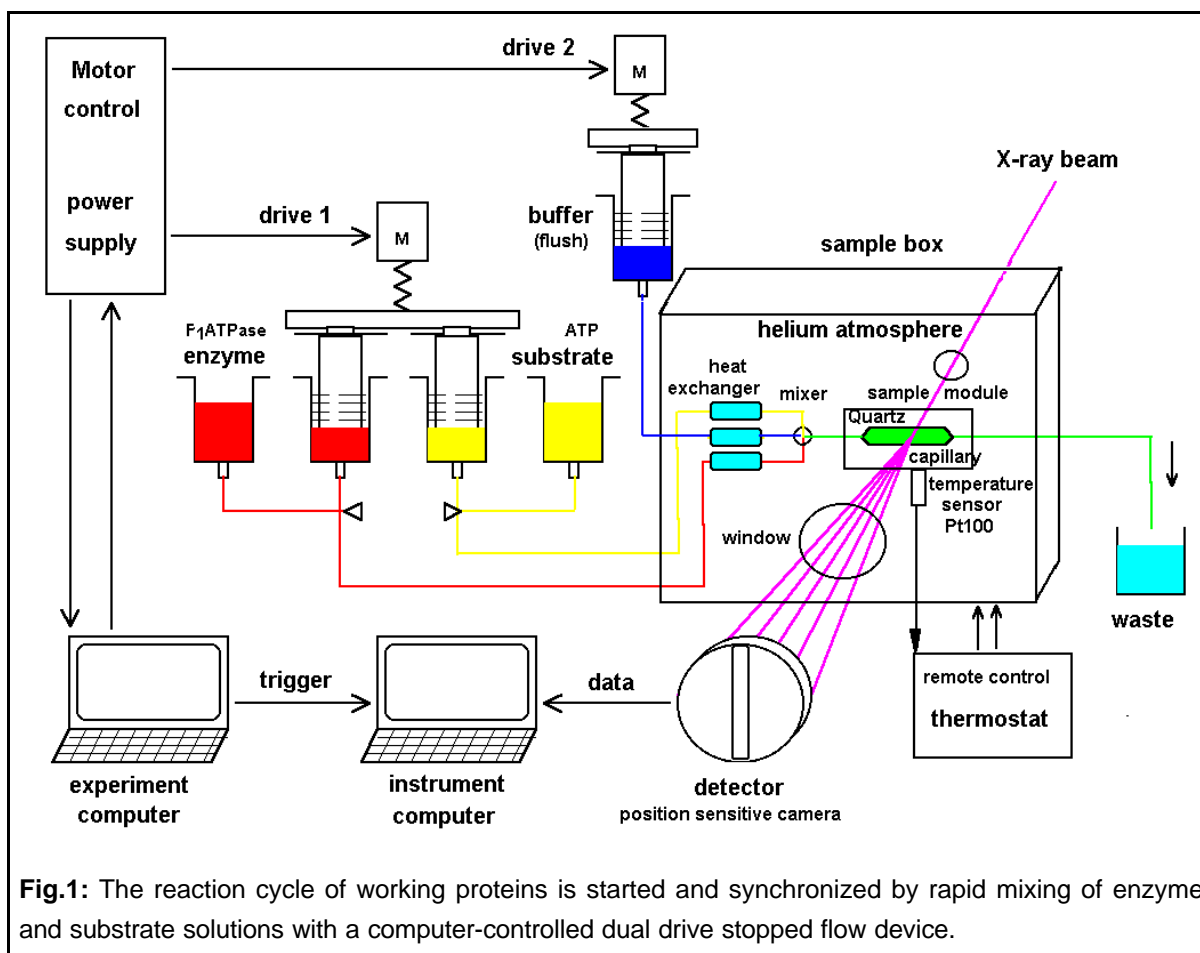 drive 2
M
Motor
control
power
supply
X-ray beam
drive 1
M
buffer
(flush)
sample box
F₁ATPase
enzyme
ATP
substrate
helium atmosphere
heat
exchanger
mixer
sample module
Quartz
capillary
temperature
sensor
Pt100
window
waste
trigger
data
remote control
thermostat
experiment
computer
instrument
computer
detector
position sensitive camera
Fig.1: The reaction cycle of working proteins is started and synchronized by rapid mixing of enzyme
and substrate solutions with a computer-controlled dual drive stopped flow device.